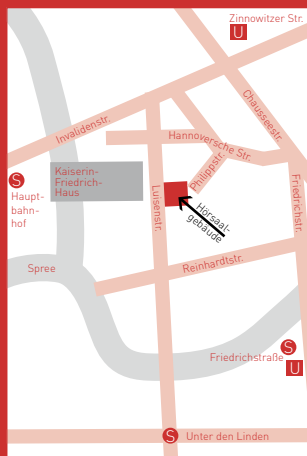 Zinnowitzer Str.
U
Chausseestr.
Invalidenstr.
Hannoversche Str.
Philippstr.
Kaiserin-
Friedrich-
Haus
S
Haupt-
bahn-
hof
Luisenstr.
Hörsaal-
gebäude
Friedrichstr.
Spree
Reinhardtstr.
Friedrichstraße
S
U
S
Unter den Linden